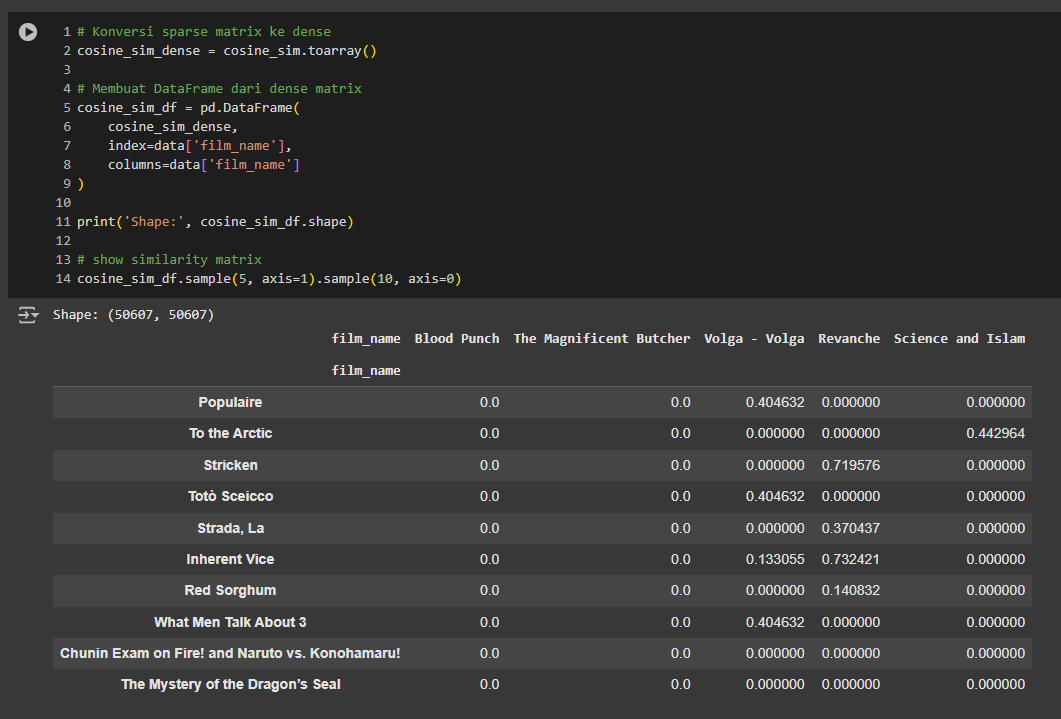 1 # Konversi sparse matrix ke dense
2 cosine_sim_dense = cosine_sim.toarray()
3
4 # Membuat DataFrame dari dense matrix
5 cosine_sim_df = pd.DataFrame(
6     cosine_sim_dense,
7     index=data['film_name'],
8     columns=data['film_name']
9 )
10
11 print('Shape:', cosine_sim_df.shape)
12
13 # show similarity matrix
14 cosine_sim_df.sample(5, axis=1).sample(10, axis=0)
Shape: (50607, 50607)
film_name Blood Punch The Magnificent Butcher Volga - Volga Revanche Science and Islam
film_name
Populaire 0.0 0.0 0.404632 0.000000 0.000000
To the Arctic 0.0 0.0 0.000000 0.000000 0.442964
Stricken 0.0 0.0 0.000000 0.719576 0.000000
Totò Sceicco 0.0 0.0 0.404632 0.000000 0.000000
Strada, La 0.0 0.0 0.000000 0.370437 0.000000
Inherent Vice 0.0 0.0 0.133055 0.732421 0.000000
Red Sorghum 0.0 0.0 0.000000 0.140832 0.000000
What Men Talk About 3 0.0 0.0 0.404632 0.000000 0.000000
Chunin Exam on Fire! and Naruto vs. Konohamaru! 0.0 0.0 0.000000 0.000000 0.000000
The Mystery of the Dragon’s Seal 0.0 0.0 0.000000 0.000000 0.000000